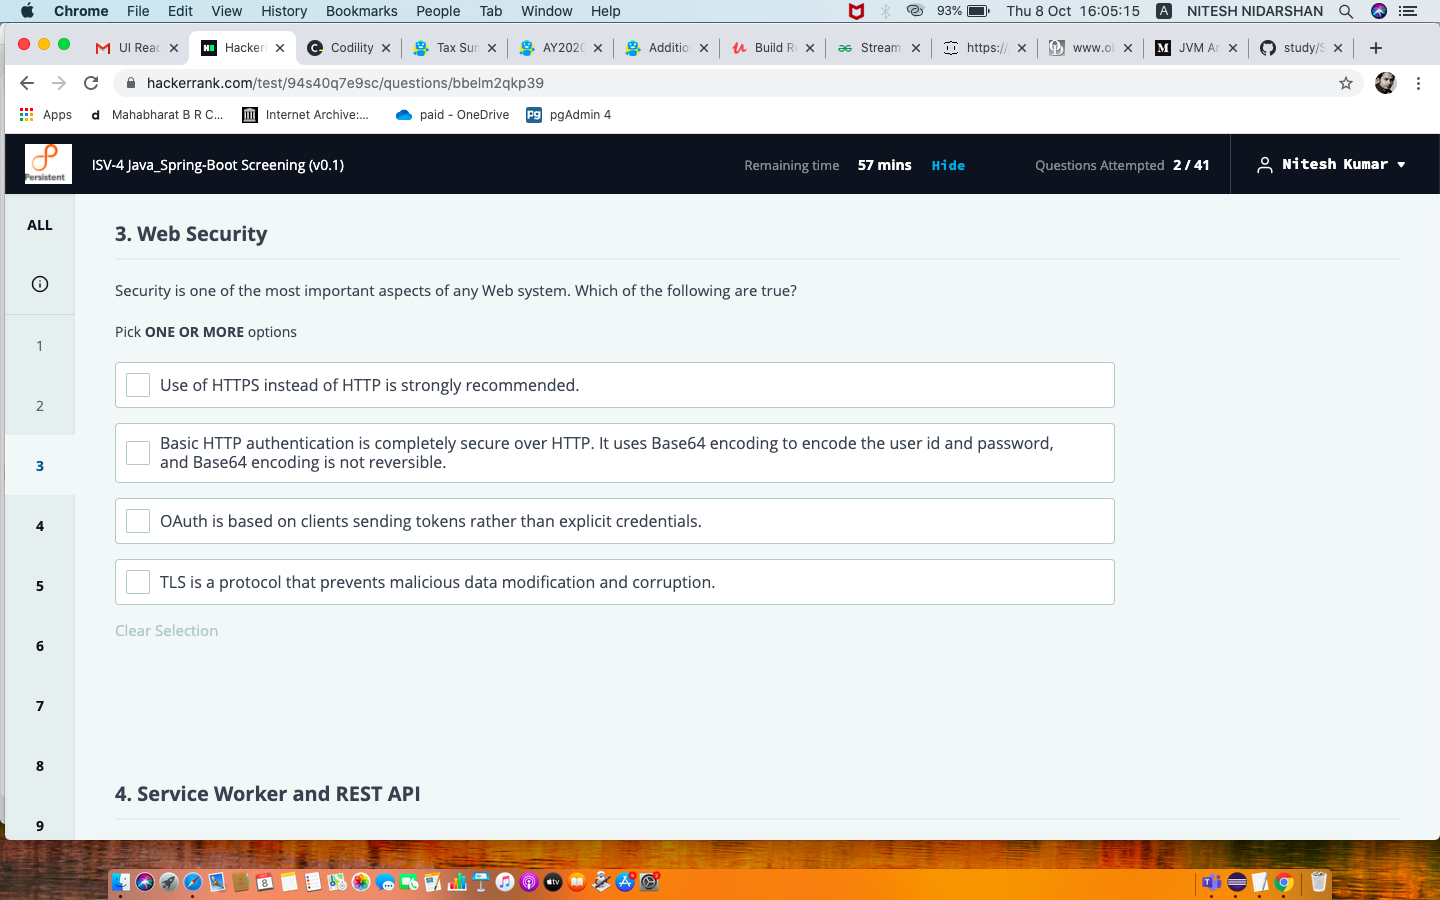 Chrome File Edit View History Bookmarks People Tab Window Help 93% Thu 8 Oct 16:05:15 A NITESH NIDARSHAN
UI Reac Hacker Codility Tax Sur AY202 Additio Build R Stream https:// www.o JVM Ar study/S
hackerrank.com/test/94s40q7e9sc/questions/bbelm2qkp39
Apps Mahabharat B R C... Internet Archive:... paid - OneDrive pgAdmin 4
Persistent ISV-4 Java_Spring-Boot Screening (v0.1) Remaining time 57 mins Hide Questions Attempted 2 / 41 Nitesh Kumar
ALL
1
2
3
4
5
6
7
8
9
3. Web Security
Security is one of the most important aspects of any Web system. Which of the following are true?
Pick ONE OR MORE options
Use of HTTPS instead of HTTP is strongly recommended.
Basic HTTP authentication is completely secure over HTTP. It uses Base64 encoding to encode the user id and password,
and Base64 encoding is not reversible.
OAuth is based on clients sending tokens rather than explicit credentials.
TLS is a protocol that prevents malicious data modification and corruption.
Clear Selection
4. Service Worker and REST API